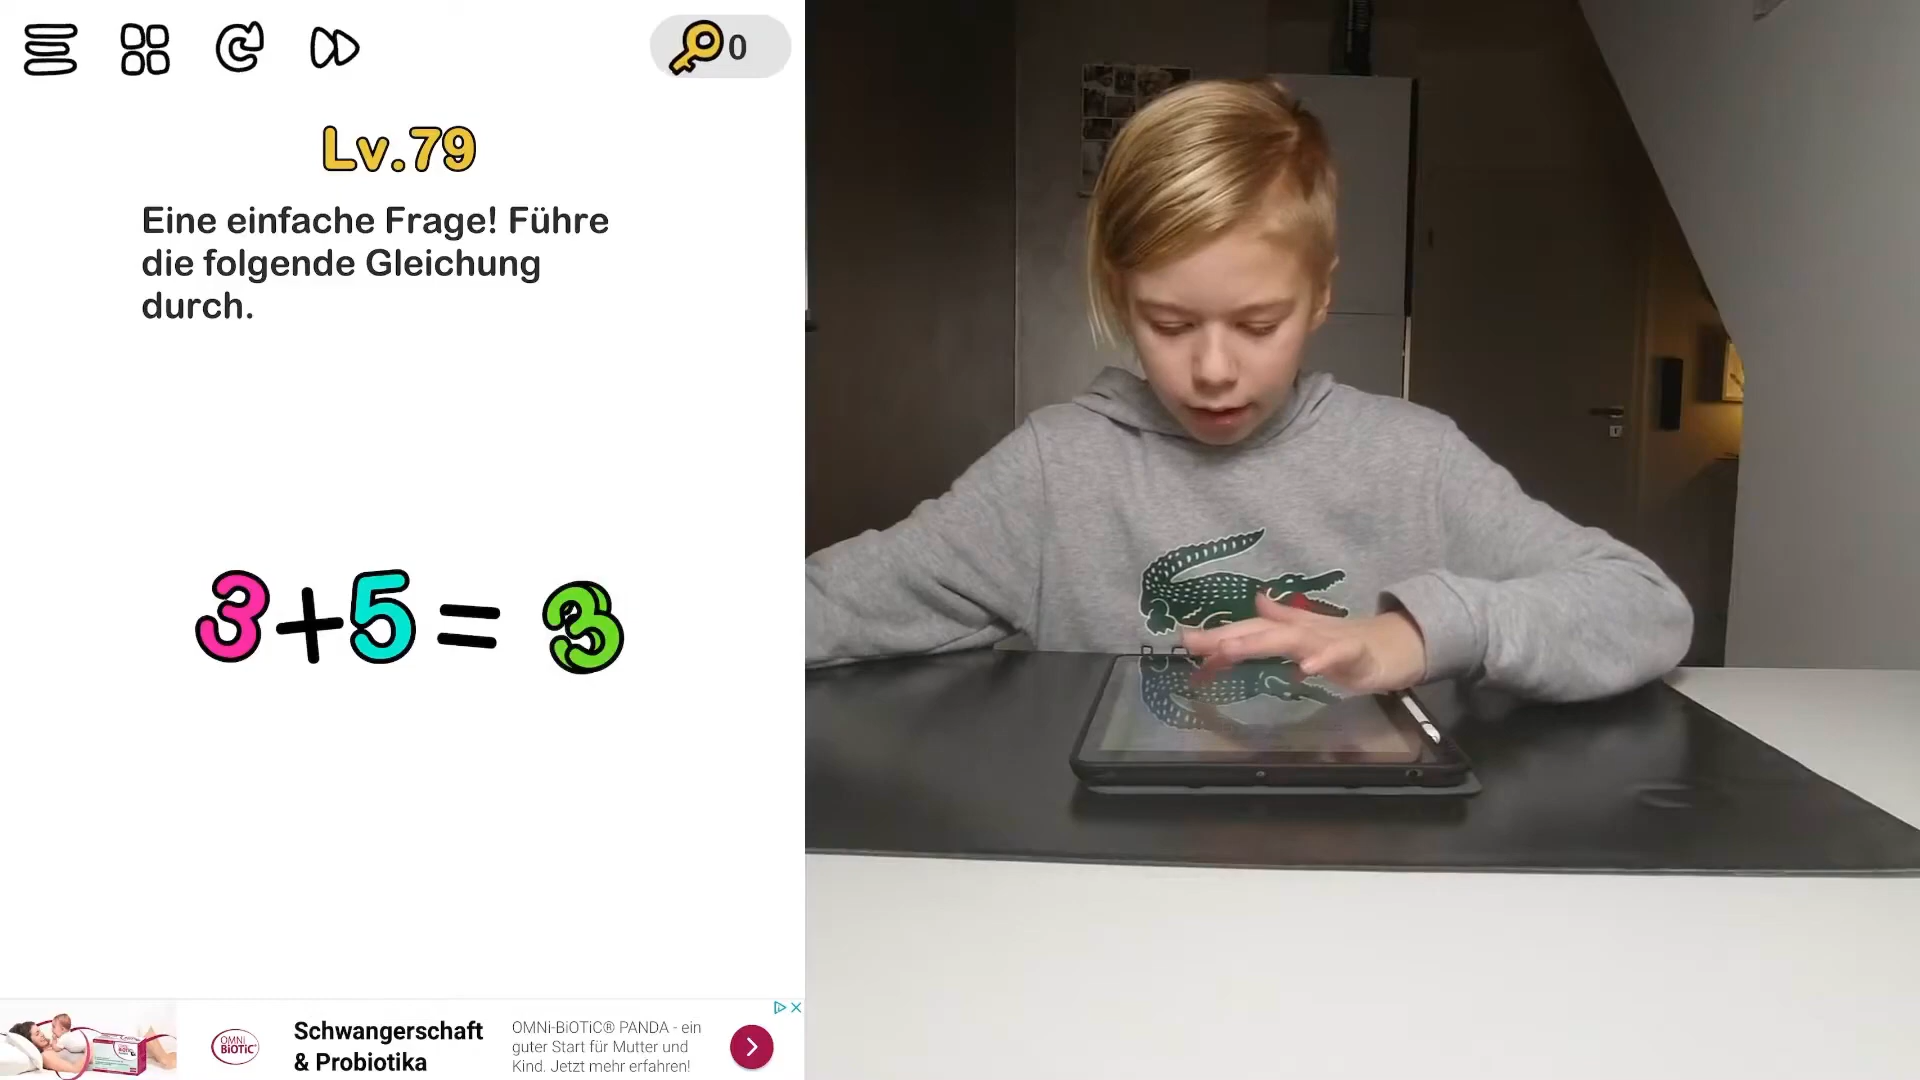 0
Lv.79
Eine einfache Frage! Führe
die folgende Gleichung
durch.
3+5= 3
OMNI
BiOTiC
Schwangerschaft
& Probiotika
OMNi-BiOTiC® PANDA - ein
guter Start für Mutter und
Kind. Jetzt mehr erfahren!